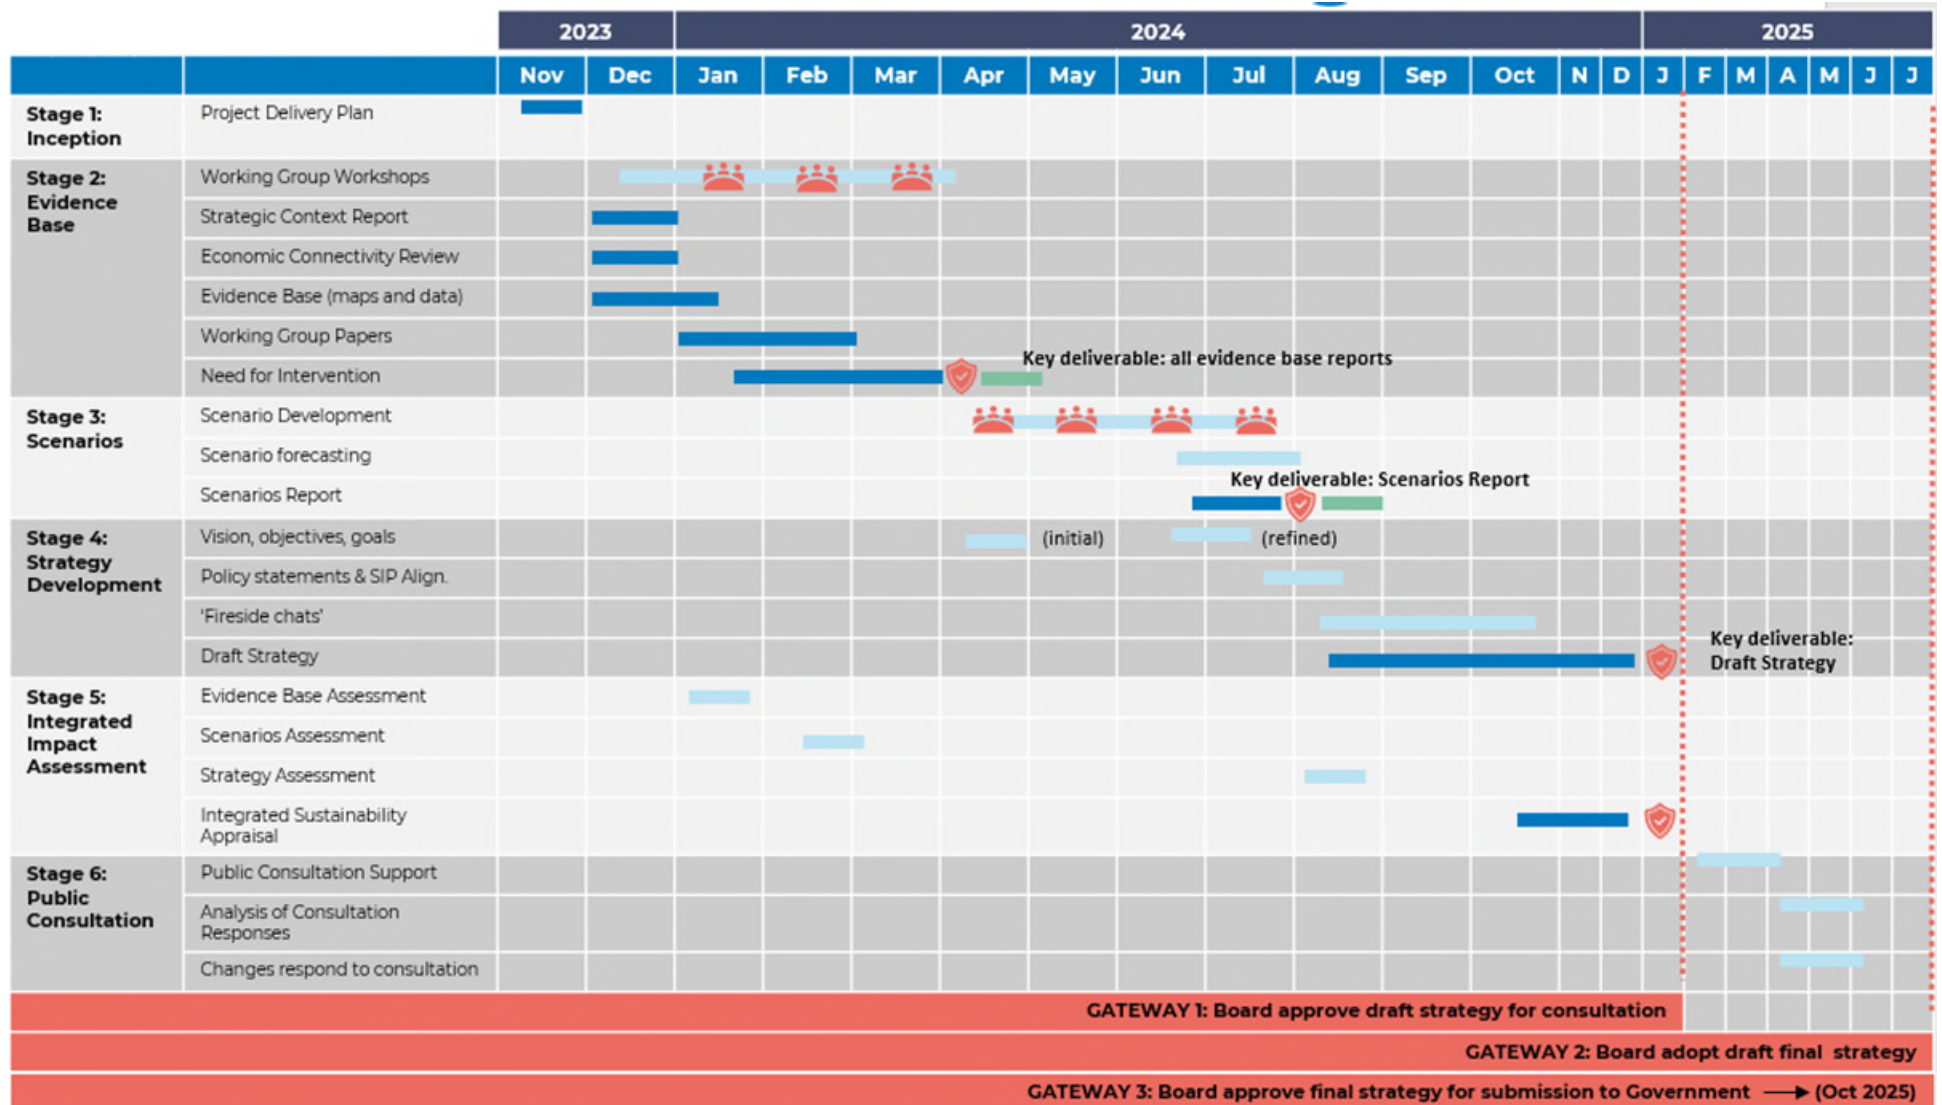 2023 2024 2025
Nov Dec Jan Feb Mar Apr May Jun Jul Aug Sep Oct N D J F M A M J J
Stage 1:
Inception
Project Delivery Plan
Stage 2:
Evidence
Base
Working Group Workshops
Strategic Context Report
Economic Connectivity Review
Evidence Base (maps and data)
Working Group Papers
Need for Intervention
Key deliverable: all evidence base reports
Stage 3:
Scenarios
Scenario Development
Scenario forecasting
Scenarios Report
Key deliverable: Scenarios Report
Stage 4:
Strategy
Development
Vision, objectives, goals
(initial)
(refined)
Policy statements & SIP Align.
'Fireside chats'
Draft Strategy
Key deliverable:
Draft Strategy
Stage 5:
Integrated
Impact
Assessment
Evidence Base Assessment
Scenarios Assessment
Strategy Assessment
Integrated Sustainability
Appraisal
Stage 6:
Public
Consultation
Public Consultation Support
Analysis of Consultation
Responses
Changes respond to consultation
GATEWAY 1: Board approve draft strategy for consultation
GATEWAY 2: Board adopt draft final strategy
GATEWAY 3: Board approve final strategy for submission to Government → (Oct 2025)